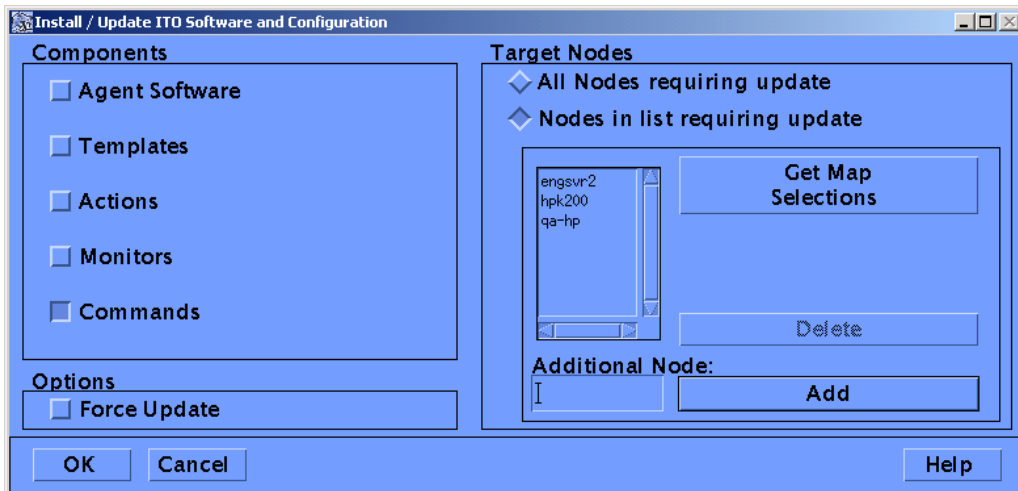 Install / Update ITO Software and Configuration
Components
Agent Software
Templates
Actions
Monitors
Commands
Options
Force Update
Target Nodes
All Nodes requiring update
Nodes in list requiring update
engsvr2
hpk200
qa-hp
Get Map
Selections
Delete
Additional Node:
Add
OK
Cancel
Help